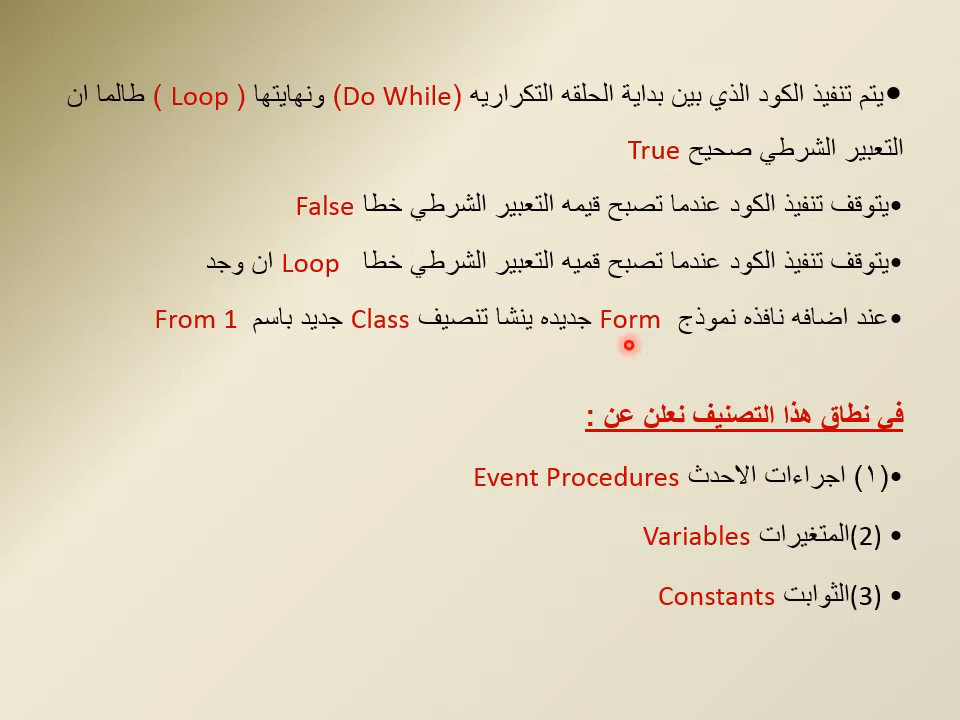 •يتم تنفيذ الكود الذي بين بداية الحلقه التكراريه (Do While) ونهايتها ( Loop ) طالما ان
التعبير الشرطي صحيح True
•يتوقف تنفيذ الكود عندما تصبح قيمه التعبير الشرطي خطا False
•يتوقف تنفيذ الكود عندما تصبح قميه التعبير الشرطي خطا Loop ان وجد
•عند اضافه نافذه نموذج Form جديده ينشا تنصيف Class جديد باسم From 1
في نطاق هذا التصنيف نعلن عن :
•(١) اجراءات الاحدث Event Procedures
• (2)المتغيرات Variables
• (3)الثوابت Constants